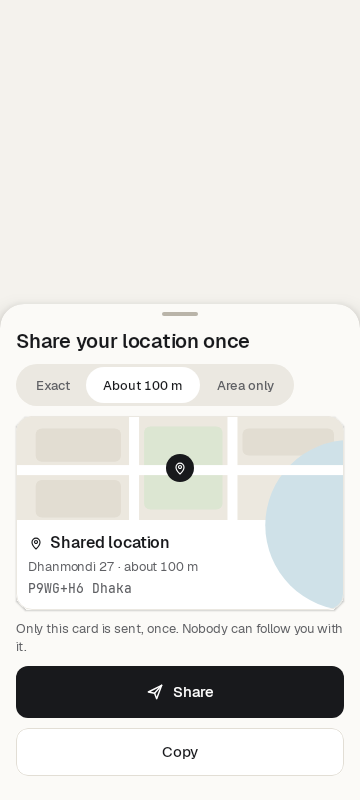 Share your location once
Exact
About 100 m
Area only
Shared location
Dhanmondi 27 · about 100 m
P9WG+H6 Dhaka
Only this card is sent, once. Nobody can follow you with
it.
Share
Copy